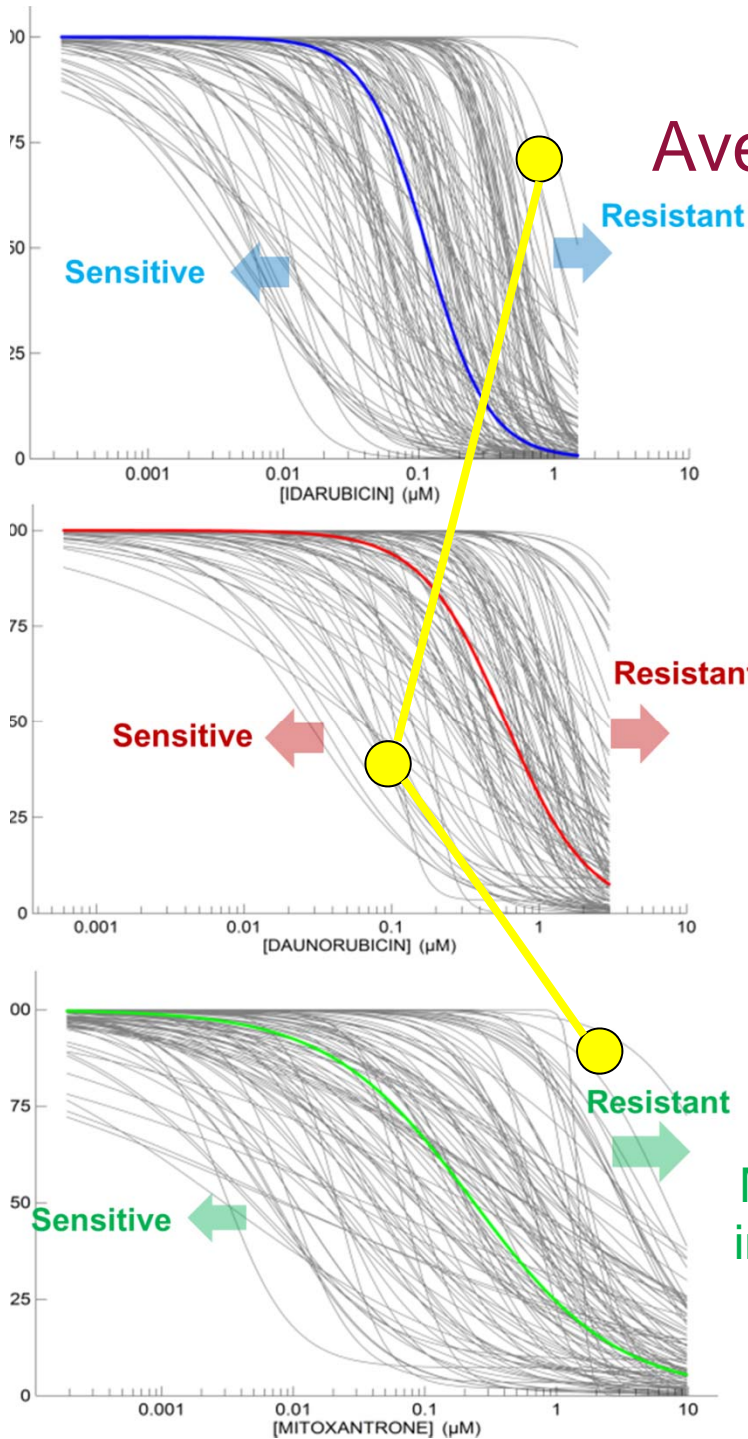 00
Ave
75
Resistant
50
Sensitive
25
0
0.001 0.01 0.1 1 10
[IDARUBICIN] (µM)
00
75
Resistant
50
Sensitive
25
0
0.001 0.01 0.1 1 10
[DAUNORUBICIN] (µM)
00
75
Resistant
50
Sensitive
25
0
0.001 0.01 0.1 1 10
[MITOXANTRONE] (µM)